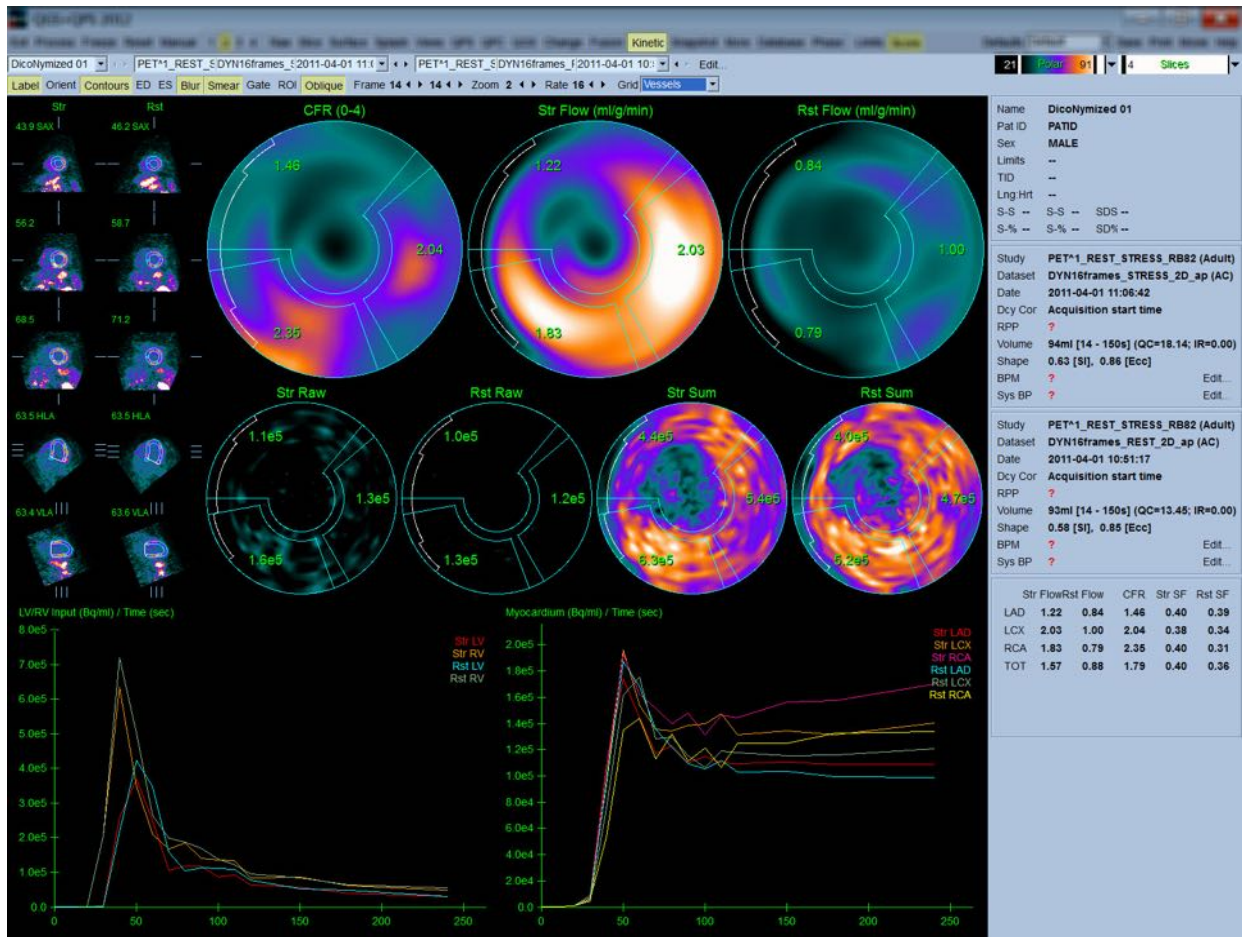 QGS+QPS 2012
Kinetic
DicoNymized 01 PET^1_REST_S DYN16frames_S 2011-04-01 11:( PET^1_REST_S DYN16frames_F 2011-04-01 10:: Edit...
21 Polar 91 4 Slices
Label Orient Contours ED ES Blur Smear Gate ROI Oblique Frame 14 14 Zoom 2 Rate 16 Grid Vessels
Str Rst
43.9 SAX 46.2 SAX
56.2 58.7
68.5 71.2
63.5 HLA 63.5 HLA
63.4 VLA 63.6 VLA
CFR (0-4) Str Flow (ml/g/min) Rst Flow (ml/g/min)
1.46 1.22 0.84
2.04 2.03 1.00
2.35 1.83 0.79
Str Raw Rst Raw Str Sum Rst Sum
1.1e5 1.0e5 4.4e5 4.0e5
1.3e5 1.2e5 5.4e5 4.7e5
1.6e5 1.3e5 6.3e5 5.2e5
LV/RV Input (Bq/ml) / Time (sec)
8.0e5
7.0e5
6.0e5
5.0e5
4.0e5
3.0e5
2.0e5
1.0e5
0.0
0 50 100 150 200 250
Str LV
Str RV
Rst LV
Rst RV
Myocardium (Bq/ml) / Time (sec)
2.0e5
1.8e5
1.6e5
1.4e5
1.2e5
1.0e5
8.0e4
6.0e4
4.0e4
2.0e4
0.0
0 50 100 150 200 250
Str LAD
Str LCX
Str RCA
Rst LAD
Rst LCX
Rst RCA
Name DicoNymized 01
Pat ID PATID
Sex MALE
Limits --
TID --
Lng:Hrt --
S-S -- S-S -- SDS --
S-% -- S-% -- SD% --
Study PET^1_REST_STRESS_RB82 (Adult)
Dataset DYN16frames_STRESS_2D_ap (AC)
Date 2011-04-01 11:06:42
Dcy Cor Acquisition start time
RPP ?
Volume 94ml [14 - 150s] (QC=18.14; IR=0.00)
Shape 0.63 [SI], 0.86 [Ecc]
BPM ? Edit...
Sys BP ? Edit...
Study PET^1_REST_STRESS_RB82 (Adult)
Dataset DYN16frames_REST_2D_ap (AC)
Date 2011-04-01 10:51:17
Dcy Cor Acquisition start time
RPP ?
Volume 93ml [14 - 150s] (QC=13.45; IR=0.00)
Shape 0.58 [SI], 0.85 [Ecc]
BPM ? Edit...
Sys BP ? Edit...
Str Flow Rst Flow CFR Str SF Rst SF
LAD 1.22 0.84 1.46 0.40 0.39
LCX 2.03 1.00 2.04 0.38 0.34
RCA 1.83 0.79 2.35 0.40 0.31
TOT 1.57 0.88 1.79 0.40 0.36